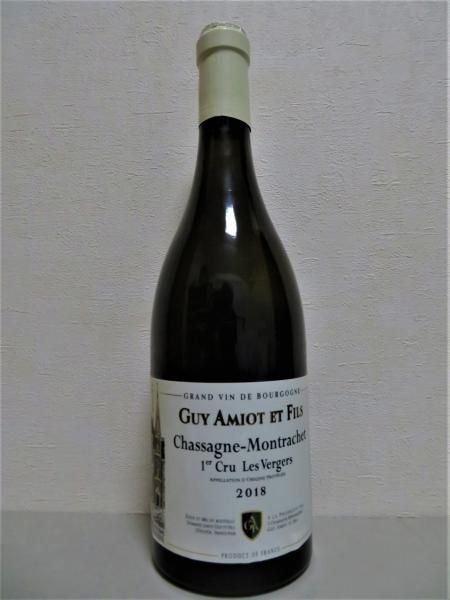 GRAND VIN DE BOURGOGNE
GUY AMIOT ET FILS
Chassagne-Montrachet
1er Cru Les Vergers
APPELLATION D'ORIGINE PROTÉGÉE
2018
PRODUCT OF FRANCE